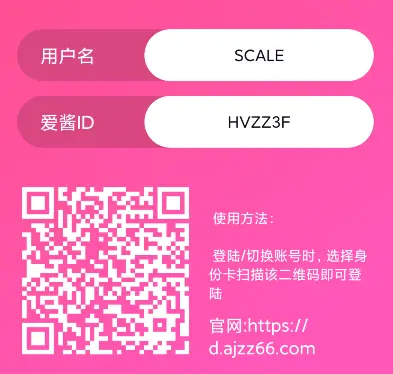 用户名
SCALE
爱酱ID
HVZZ3F
使用方法：
登陆/切换账号时, 选择身
份卡扫描该二维码即可登
陆
官网:https://
d.ajzz66.com